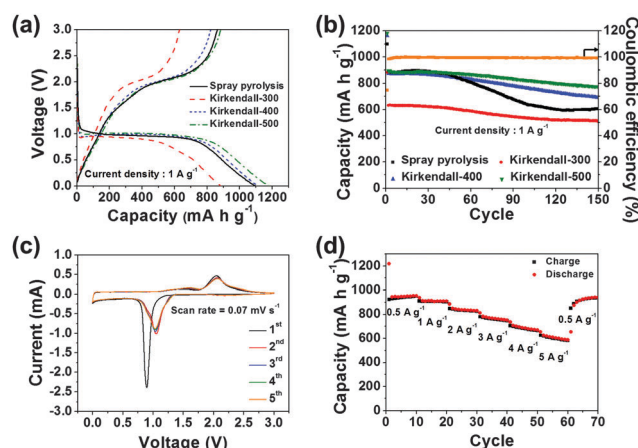 (a)
3.0
2.5
2.0
1.5
1.0
0.5
0.0
Voltage (V)
Spray pyrolysis
Kirkendall-300
Kirkendall-400
Kirkendall-500
Current density : 1 A g⁻¹
0 200 400 600 800 1000 1200
Capacity (mA h g⁻¹)
(b)
1200
1000
800
600
400
200
0
Capacity (mA h g⁻¹)
120
100
80
60
40
20
0
Coulombic efficiency (%)
Current density : 1 A g⁻¹
Spray pyrolysis Kirkendall-300
Kirkendall-400 Kirkendall-500
0 30 60 90 120 150
Cycle
(c)
1.0
0.5
0.0
-0.5
-1.0
-1.5
-2.0
-2.5
Current (mA)
Scan rate = 0.07 mV s⁻¹
1st
2nd
3rd
4th
5th
0.0 0.5 1.0 1.5 2.0 2.5 3.0
Voltage (V)
(d)
1400
1200
1000
800
600
400
200
0
Capacity (mA h g⁻¹)
Charge
Discharge
0.5 A g⁻¹
1 A g⁻¹
2 A g⁻¹
3 A g⁻¹
4 A g⁻¹
5 A g⁻¹
0.5 A g⁻¹
0 10 20 30 40 50 60 70
Cycle